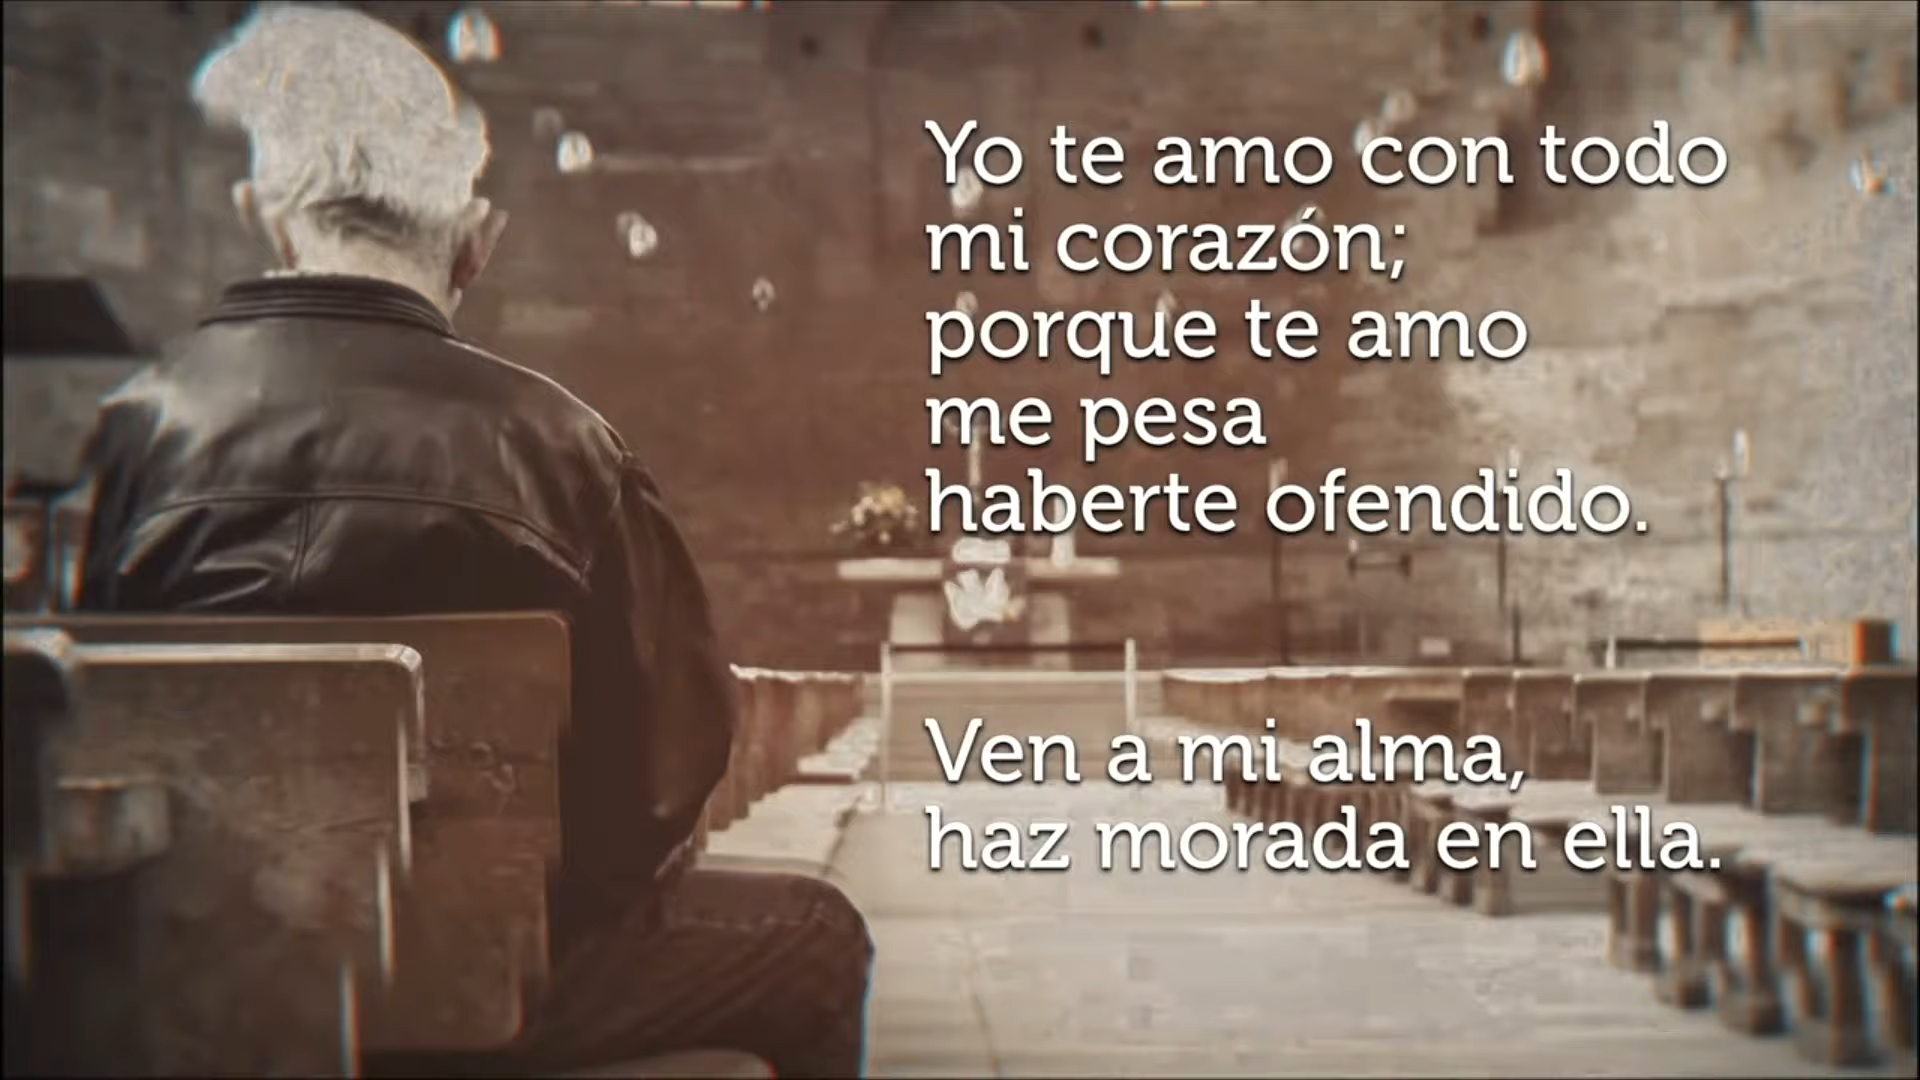 Yo te amo con todo
mi corazón;
porque te amo
me pesa
haberte ofendido.
Ven a mi alma,
haz morada en ella.